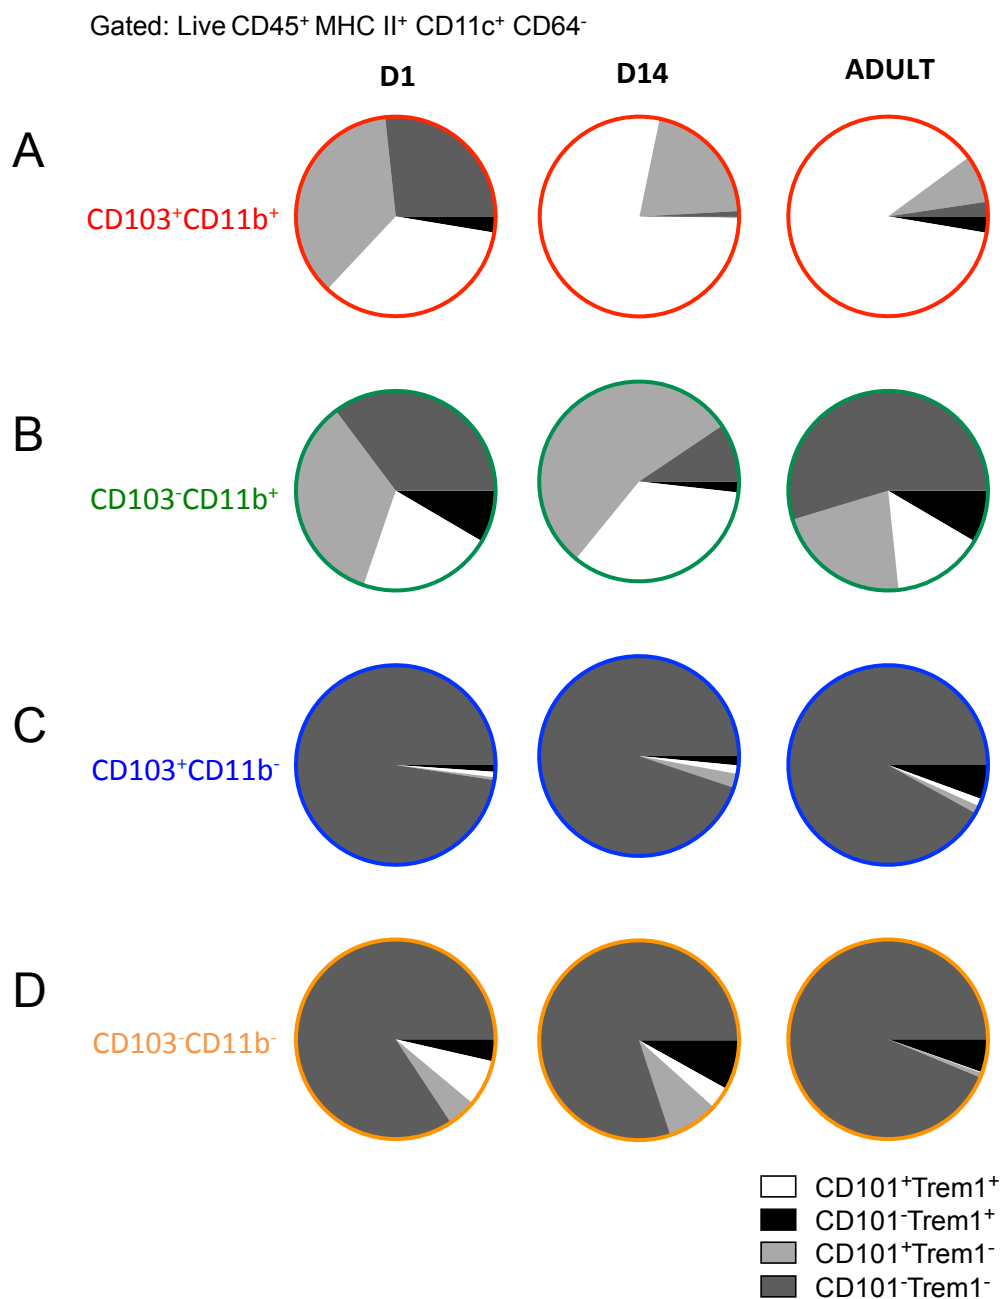 Gated: Live CD45⁺ MHC II⁺ CD11c⁺ CD64⁻
D1 D14 ADULT
A
CD103⁺CD11b⁺
B
CD103⁻CD11b⁺
C
CD103⁺CD11b⁻
D
CD103⁻CD11b⁻
CD101⁺Trem1⁺
CD101⁻Trem1⁺
CD101⁺Trem1⁻
CD101⁻Trem1⁻